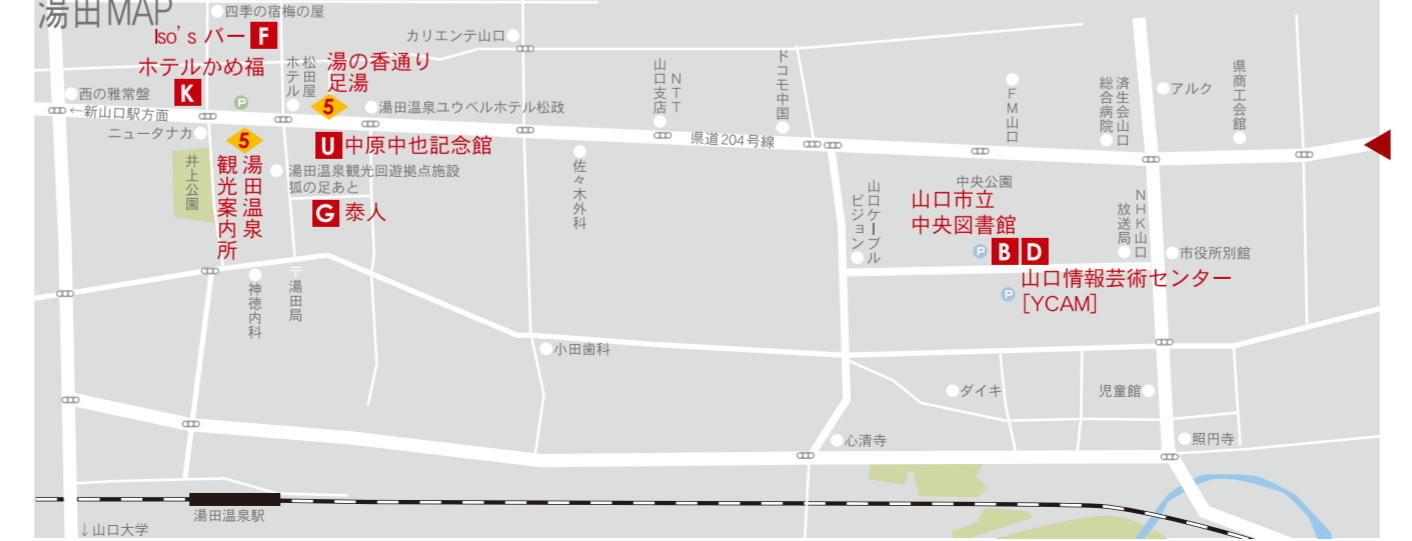 湯田MAP
四季の宿梅の屋
Iso's バー F
カリエンテ山口
ホテルかめ福
K
松田屋
ホテル
湯の香通り
足湯
5
山口支店
NTT
ドコモ中国
FM山口
済生会山口
総合病院
アルク
県商工会館
西の雅常盤
P
湯田温泉ユウベルホテル松政
←新山口駅方面
ニュータナカ
5
県道204号線
U 中原中也記念館
井上公園
湯田温泉
観光案内所
湯田温泉観光回遊拠点施設
狐の足あと
G 泰人
佐々木外科
山口ケーブル
ビジョン
中央公園
山口市立
中央図書館
P B D
NHK山口
放送局
市役所別館
山口情報芸術センター
P [YCAM]
神徳内科
〒湯田局
小田歯科
ダイキ
児童館
心清寺
照円寺
湯田温泉駅
↓山口大学